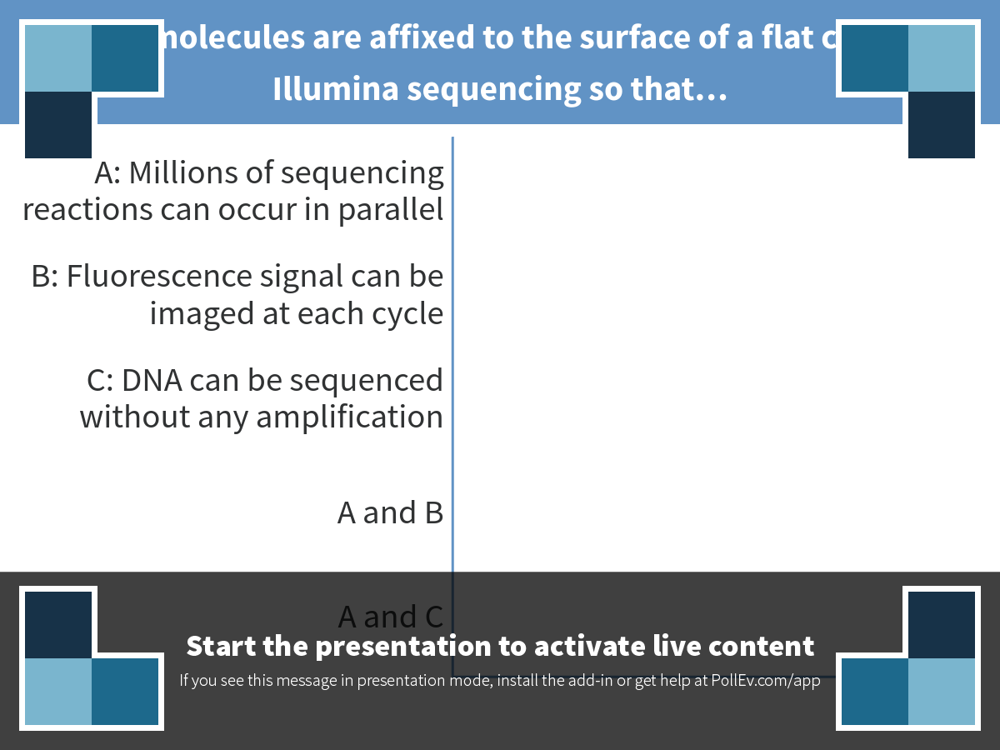 molecules are affixed to the surface of a flat
Illumina sequencing so that…
A: Millions of sequencing
reactions can occur in parallel
B: Fluorescence signal can be
imaged at each cycle
C: DNA can be sequenced
without any amplification
A and B
A and C
Start the presentation to activate live content
If you see this message in presentation mode, install the add-in or get help at PollEv.com/app